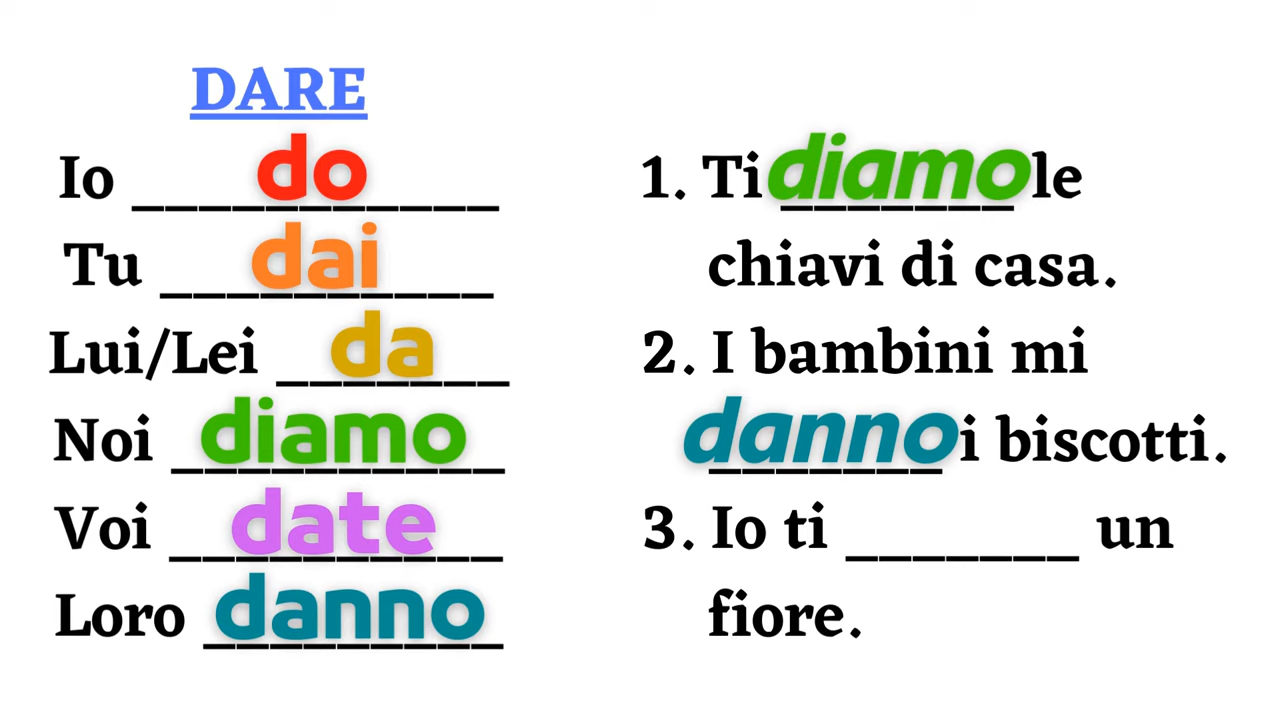 DARE
Io do
Tu dai
Lui/Lei da
Noi diamo
Voi date
Loro danno
1. Ti diamo le
chiavi di casa.
2. I bambini mi
danno i biscotti.
3. Io ti _______ un
fiore.